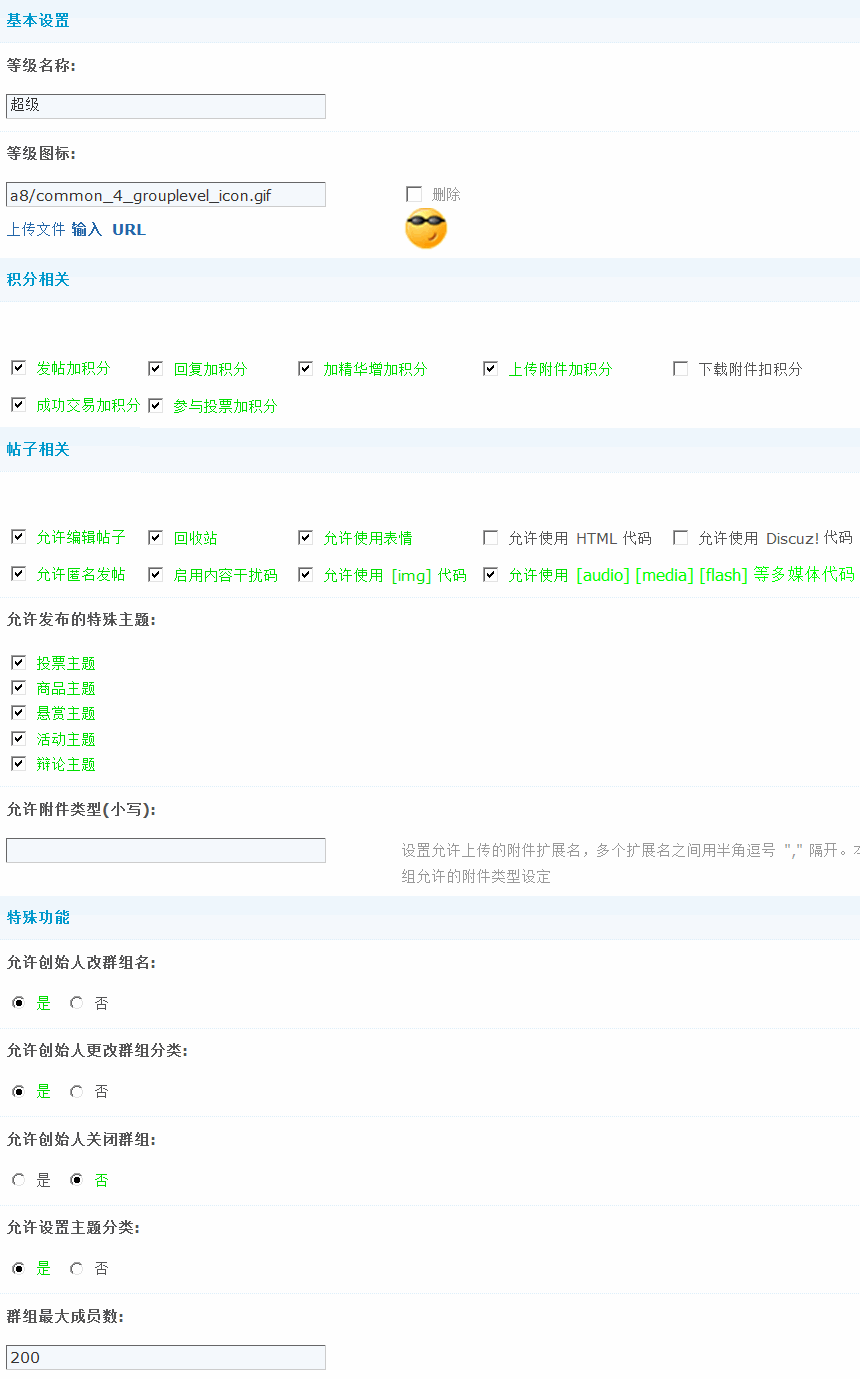 基本设置
等级名称:
超级
等级图标:
a8/common_4_grouplevel_icon.gif
删除
上传文件 输入 URL
积分相关
发帖加积分 回复加积分 加精华增加积分 上传附件加积分 下载附件扣积分
成功交易加积分 参与投票加积分
帖子相关
允许编辑帖子 回收站 允许使用表情 允许使用 HTML 代码 允许使用 Discuz! 代码
允许匿名发帖 启用内容干扰码 允许使用 [img] 代码 允许使用 [audio] [media] [flash] 等多媒体代码
允许发布的特殊主题:
投票主题
商品主题
悬赏主题
活动主题
辩论主题
允许附件类型(小写):
设置允许上传的附件扩展名，多个扩展名之间用半角逗号 "," 隔开。
组允许的附件类型设定
特殊功能
允许创始人改群组名:
是 否
允许创始人更改群组分类:
是 否
允许创始人关闭群组:
是 否
允许设置主题分类:
是 否
群组最大成员数:
200